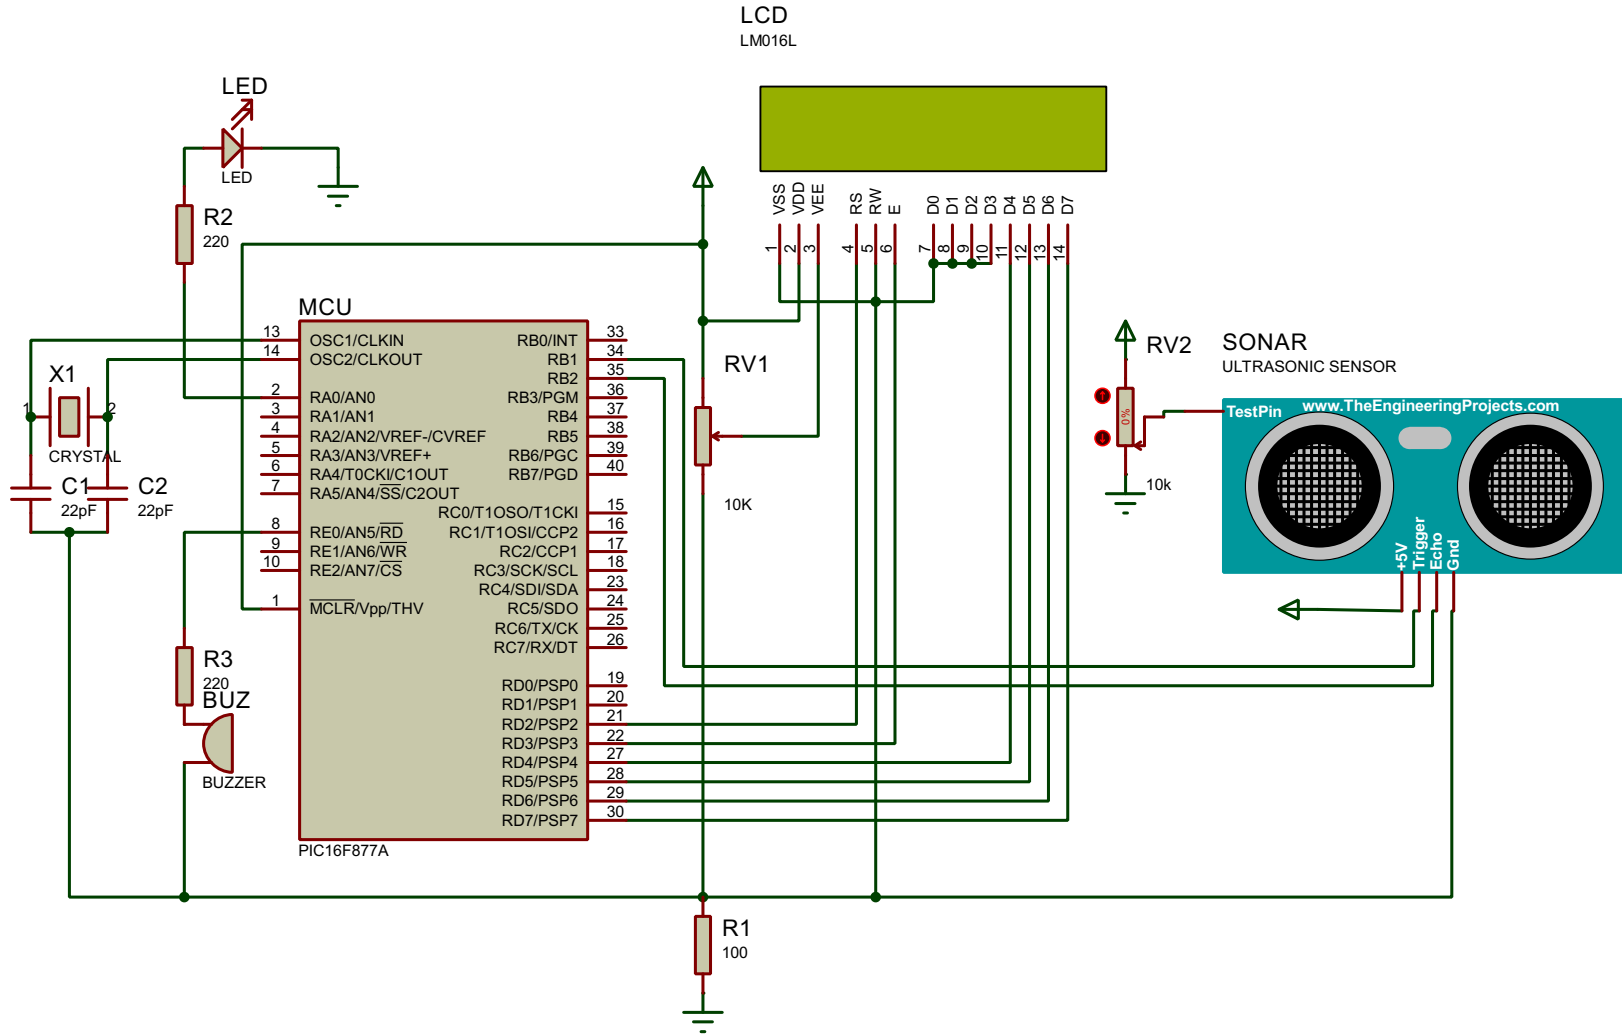 LCD
LM016L
LED
LED
R2
220
VSS
VDD
VEE
RS
RW
E
D0
D1
D2
D3
D4
D5
D6
D7
1
2
3
4
5
6
7
8
9
10
11
12
13
14
MCU
13 OSC1/CLKIN
14 OSC2/CLKOUT
2 RA0/AN0
3 RA1/AN1
4 RA2/AN2/VREF-/CVREF
5 RA3/AN3/VREF+
6 RA4/T0CKI/C1OUT
7 RA5/AN4/SS/C2OUT
8 RE0/AN5/RD
9 RE1/AN6/WR
10 RE2/AN7/CS
1 MCLR/Vpp/THV
RB0/INT 33
RB1 34
RB2 35
RB3/PGM 36
RB4 37
RB5 38
RB6/PGC 39
RB7/PGD 40
RC0/T1OSO/T1CKI 15
RC1/T1OSI/CCP2 16
RC2/CCP1 17
RC3/SCK/SCL 18
RC4/SDI/SDA 23
RC5/SDO 24
RC6/TX/CK 25
RC7/RX/DT 26
RD0/PSP0 19
RD1/PSP1 20
RD2/PSP2 21
RD3/PSP3 22
RD4/PSP4 27
RD5/PSP5 28
RD6/PSP6 29
RD7/PSP7 30
PIC16F877A
X1
1 2
CRYSTAL
C1
22pF
C2
22pF
R3
220
BUZ
BUZZER
RV1
10K
R1
100
RV2
0%
10k
SONAR
ULTRASONIC SENSOR
TestPin
www.TheEngineeringProjects.com
+5V
Trigger
Echo
Gnd